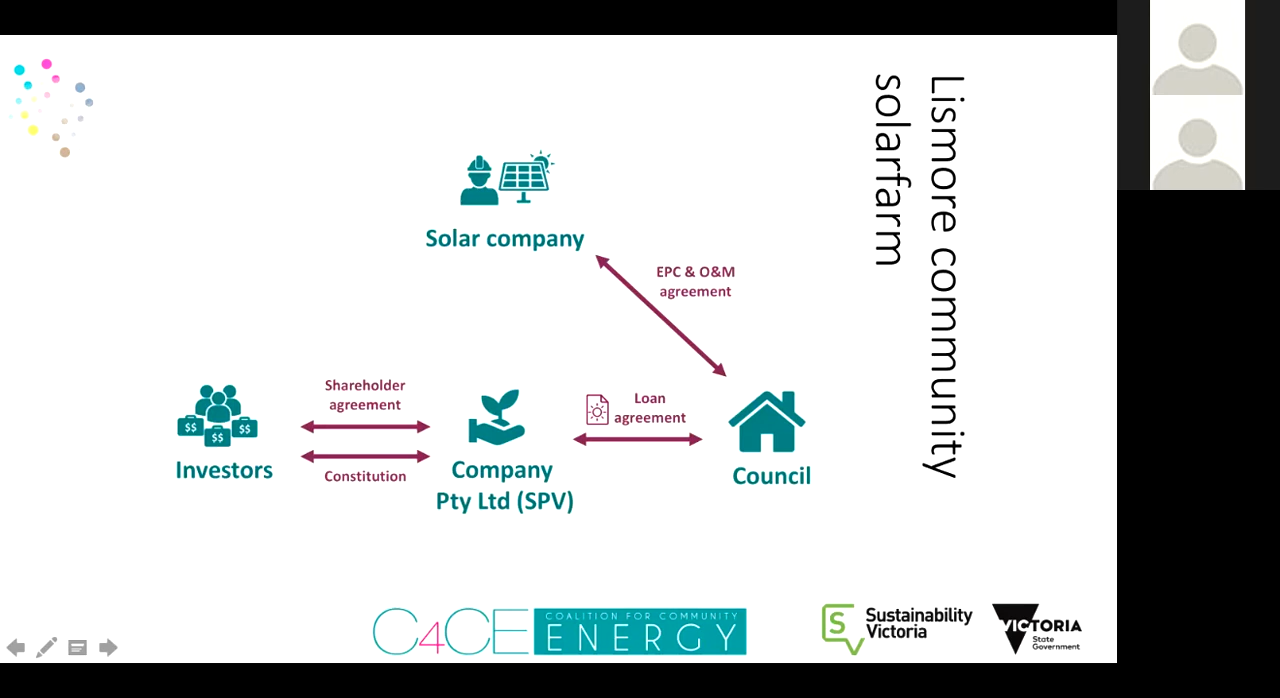 Lismore community
solarfarm
Solar company
EPC & O&M
agreement
Shareholder
agreement
Loan
agreement
$$
$$
$$
Investors
Constitution
Company
Pty Ltd (SPV)
Council
C4CE
COALITION FOR COMMUNITY
ENERGY
S
Sustainability
Victoria
VICTORIA
State
Government